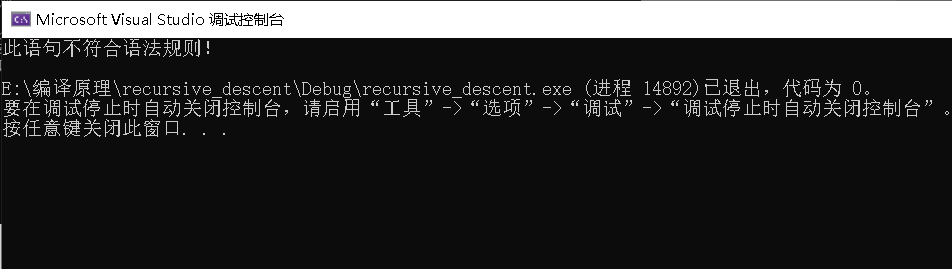 Microsoft Visual Studio 调试控制台
此语句不符合语法规则!
E:\编译原理\recursive_descent\Debug\recursive_descent.exe (进程 14892)已退出，代码为 0。
要在调试停止时自动关闭控制台，请启用“工具”->“选项”->“调试”->“调试停止时自动关闭控制台”。
按任意键关闭此窗口. . .